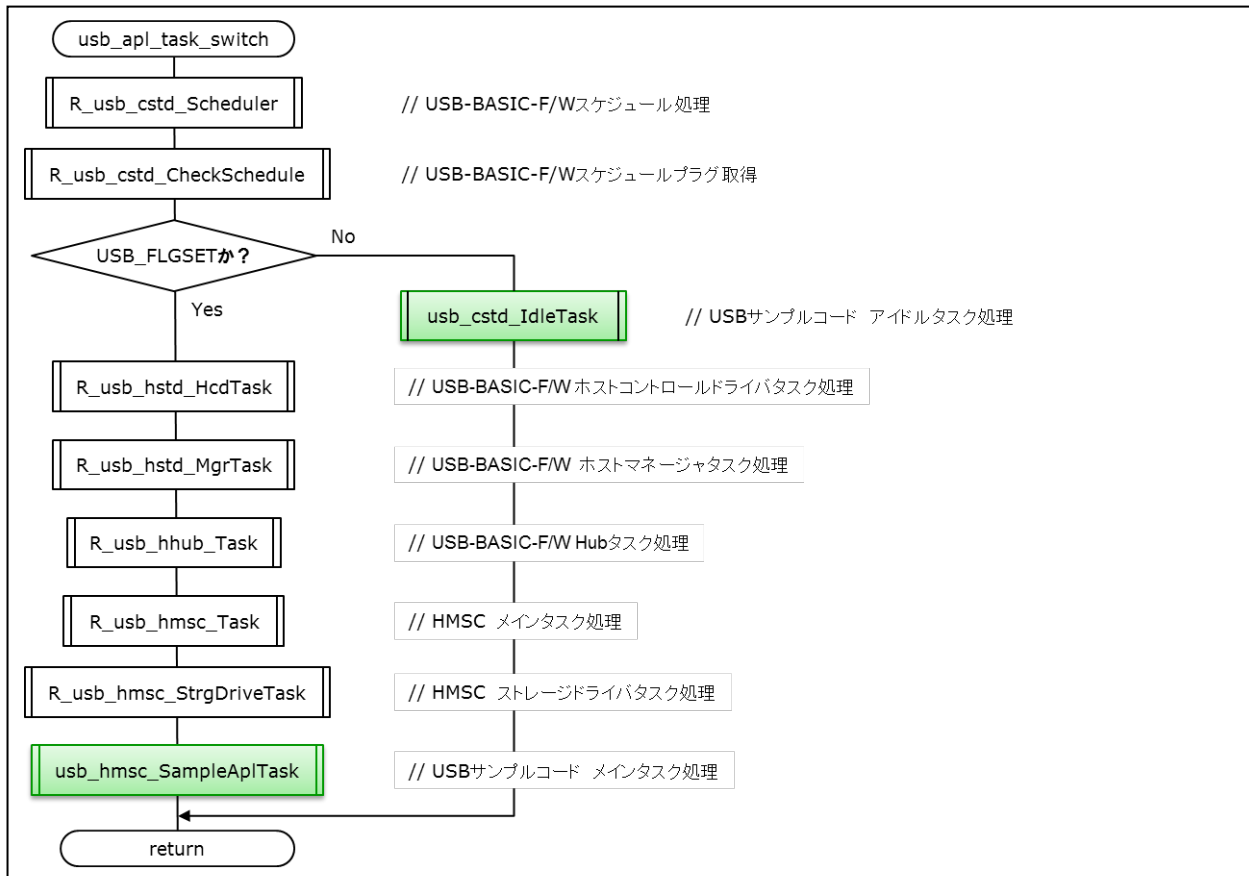 usb_apl_task_switch
R_usb_cstd_Scheduler // USB-BASIC-F/Wスケジュール処理
R_usb_cstd_CheckSchedule // USB-BASIC-F/Wスケジュールプラグ取得
USB_FLGSETか？ No
Yes
usb_cstd_IdleTask // USBサンプルコード アイドルタスク処理
R_usb_hstd_HcdTask // USB-BASIC-F/W ホストコントロールドライバタスク処理
R_usb_hstd_MgrTask // USB-BASIC-F/W ホストマネージャタスク処理
R_usb_hhub_Task // USB-BASIC-F/W Hubタスク処理
R_usb_hmsc_Task // HMSC メインタスク処理
R_usb_hmsc_StrgDriveTask // HMSC ストレージドライバタスク処理
usb_hmsc_SampleAplTask // USBサンプルコード メインタスク処理
return